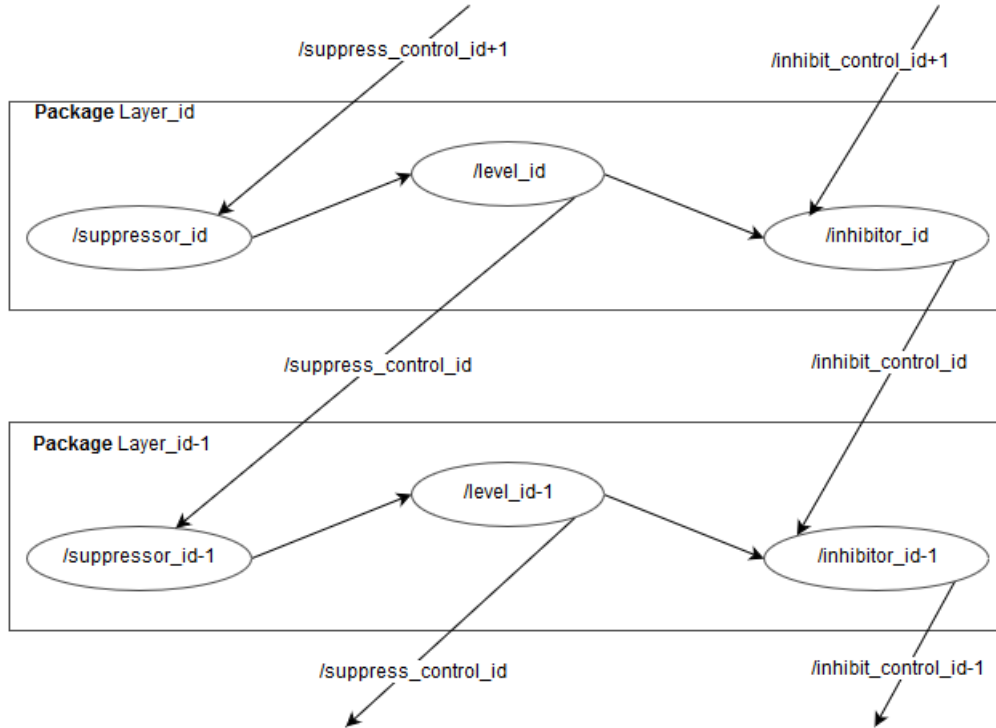 /suppress_control_id+1
/inhibit_control_id+1
Package Layer_id
/level_id
/suppressor_id
/inhibitor_id
/suppress_control_id
/inhibit_control_id
Package Layer_id-1
/level_id-1
/suppressor_id-1
/inhibitor_id-1
/suppress_control_id
/inhibit_control_id-1